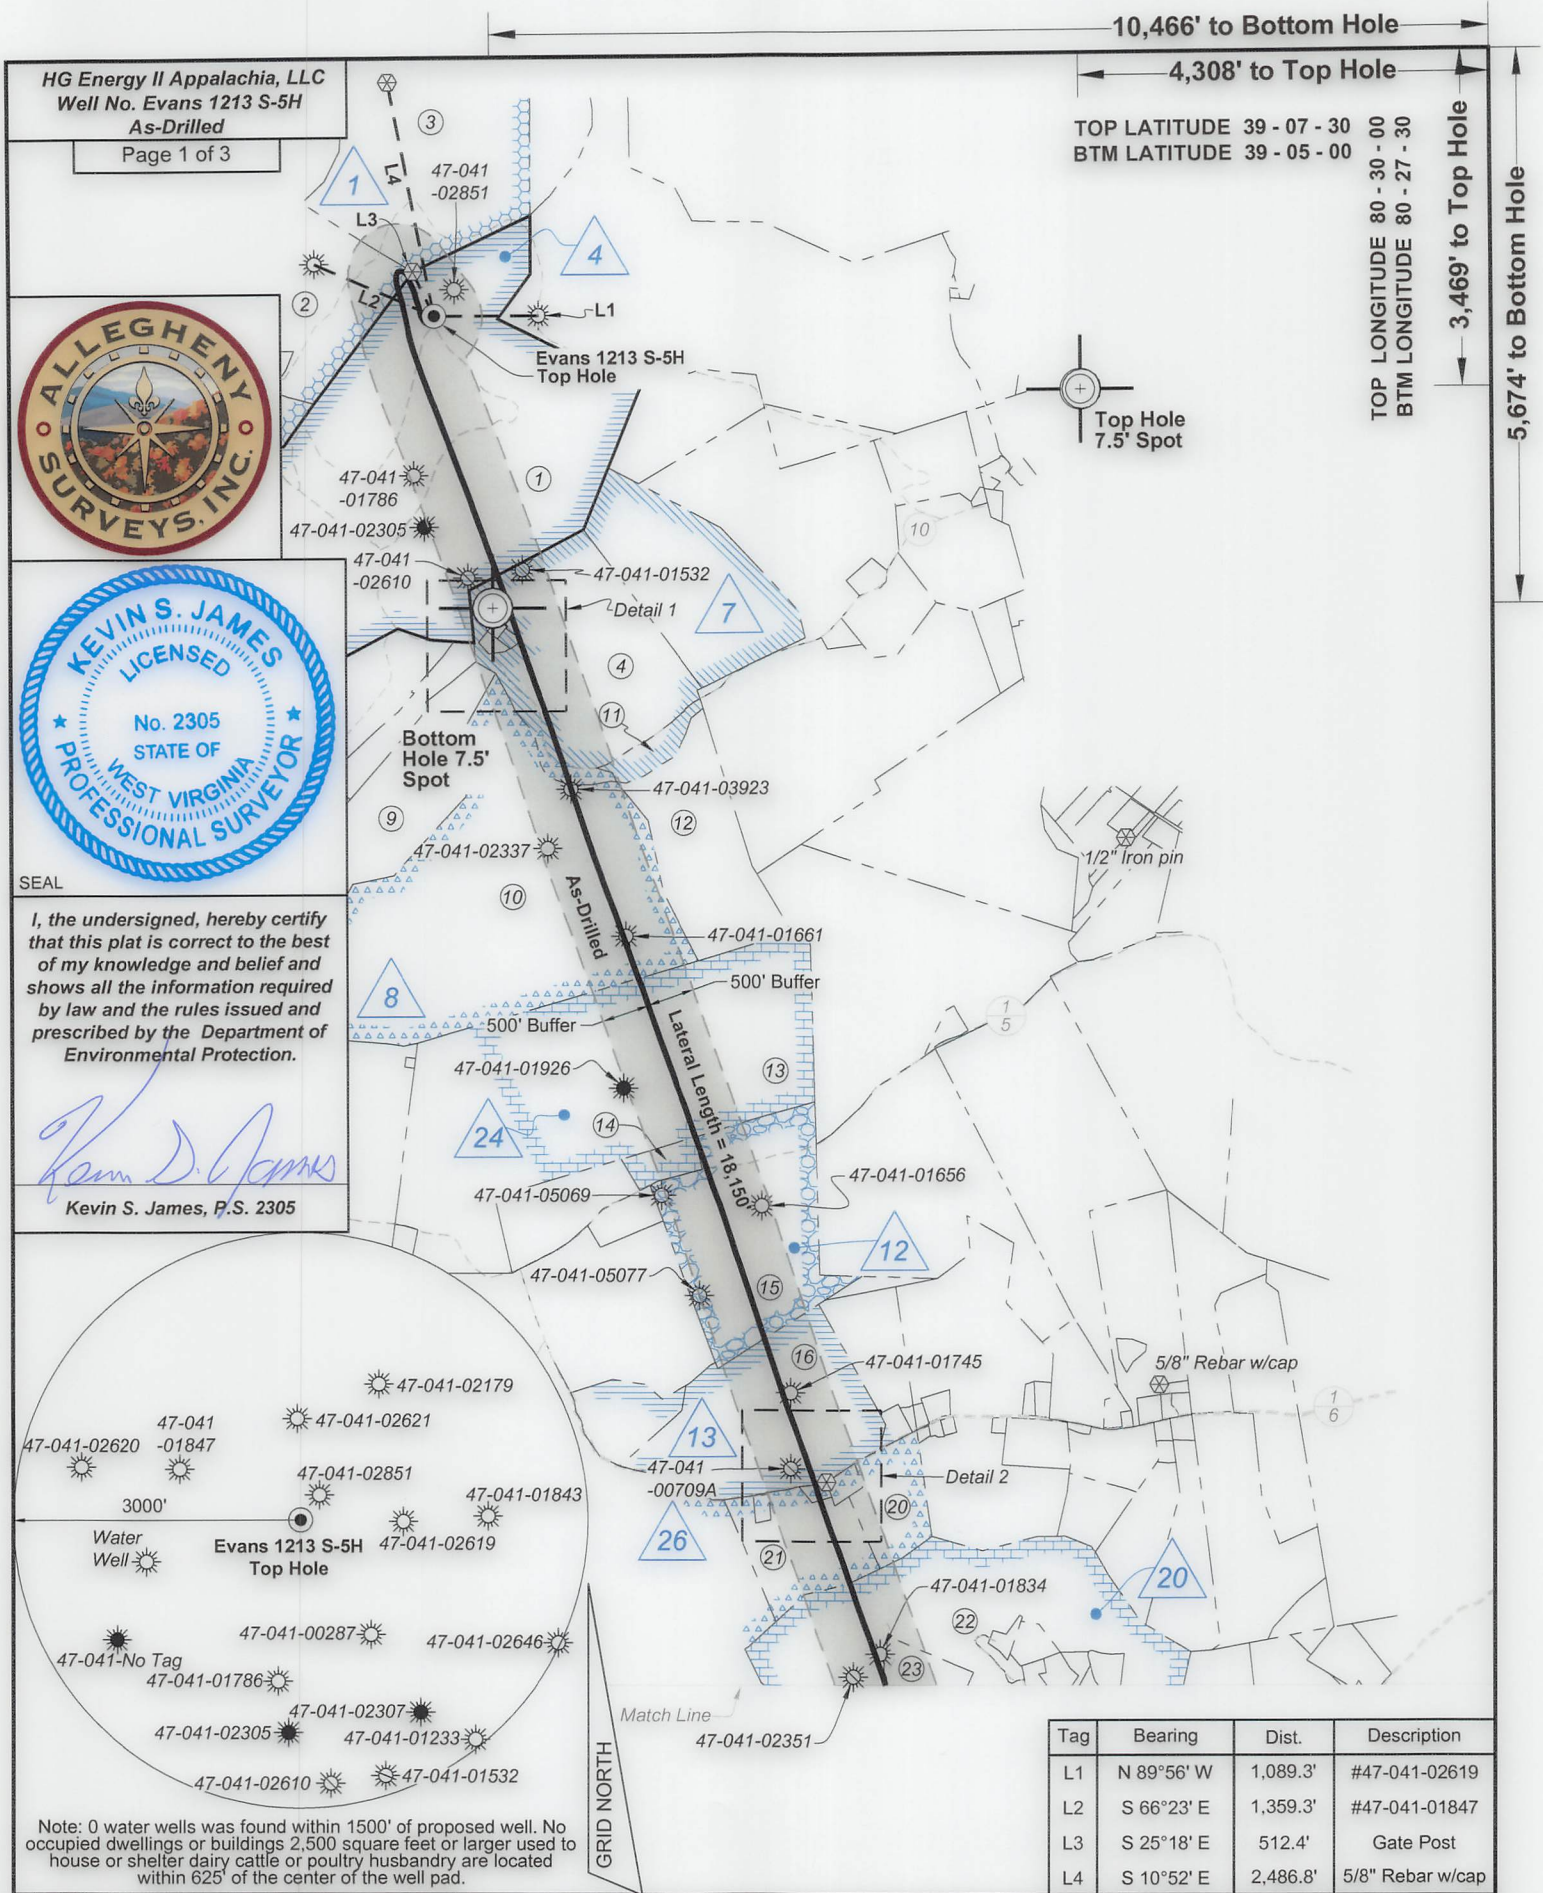 10,466' to Bottom Hole
4,308' to Top Hole
HG Energy II Appalachia, LLC
Well No. Evans 1213 S-5H
As-Drilled
Page 1 of 3
TOP LATITUDE 39 - 07 - 30
BTM LATITUDE 39 - 05 - 00
TOP LONGITUDE 80 - 30 - 00
BTM LONGITUDE 80 - 27 - 30
3,469' to Top Hole
5,674' to Bottom Hole
3
1
L4
47-041
-02851
L3
4
2
L2
L1
Evans 1213 S-5H
Top Hole
Top Hole
7.5' Spot
ALLEGHENY
SURVEYS, INC.
47-041
-01786
1
47-041-02305
10
47-041
-02610
47-041-01532
Detail 1
7
KEVIN S. JAMES
LICENSED
No. 2305
STATE OF
WEST VIRGINIA
PROFESSIONAL SURVEYOR
SEAL
4
11
Bottom
Hole 7.5'
Spot
47-041-03923
9
12
47-041-02337
1/2" Iron pin
10
As-Drilled
47-041-01661
I, the undersigned, hereby certify
that this plat is correct to the best
of my knowledge and belief and
shows all the information required
by law and the rules issued and
prescribed by the Department of
Environmental Protection.
Kevin S. James
Kevin S. James, P.S. 2305
8
500' Buffer
500' Buffer
1
5
Lateral Length = 18,150'
47-041-01926
13
24
14
47-041-01656
47-041-05069
12
47-041-05077
15
16
47-041-01745
5/8" Rebar w/cap
1
6
13
47-041
-00709A
Detail 2
20
26
21
20
47-041-01834
22
23
Match Line
47-041-02351
47-041-02179
47-041-02621
47-041
-01847
47-041-02620
47-041-02851
47-041-01843
3000'
Water
Well
Evans 1213 S-5H
Top Hole
47-041-02619
47-041-00287
47-041-02646
47-041-No Tag
47-041-01786
47-041-02307
47-041-02305
47-041-01233
47-041-02610
47-041-01532
Note: 0 water wells was found within 1500' of proposed well. No
occupied dwellings or buildings 2,500 square feet or larger used to
house or shelter dairy cattle or poultry husbandry are located
within 625' of the center of the well pad.
GRID NORTH
Tag Bearing Dist. Description
L1 N 89°56' W 1,089.3' #47-041-02619
L2 S 66°23' E 1,359.3' #47-041-01847
L3 S 25°18' E 512.4' Gate Post
L4 S 10°52' E 2,486.8' 5/8" Rebar w/cap